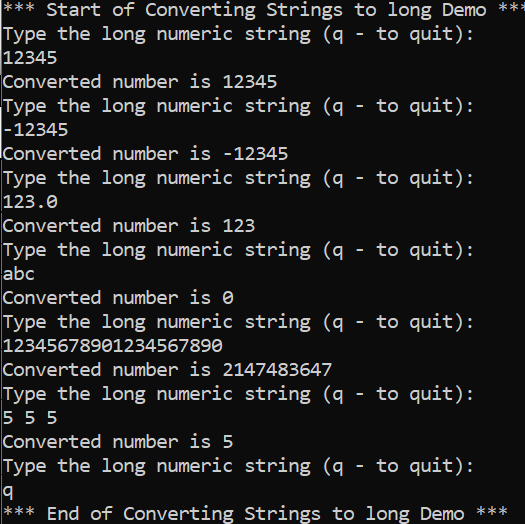 *** Start of Converting Strings to long Demo ***
Type the long numeric string (q - to quit):
12345
Converted number is 12345
Type the long numeric string (q - to quit):
-12345
Converted number is -12345
Type the long numeric string (q - to quit):
123.0
Converted number is 123
Type the long numeric string (q - to quit):
abc
Converted number is 0
Type the long numeric string (q - to quit):
12345678901234567890
Converted number is 2147483647
Type the long numeric string (q - to quit):
5 5 5
Converted number is 5
Type the long numeric string (q - to quit):
q
*** End of Converting Strings to long Demo ***